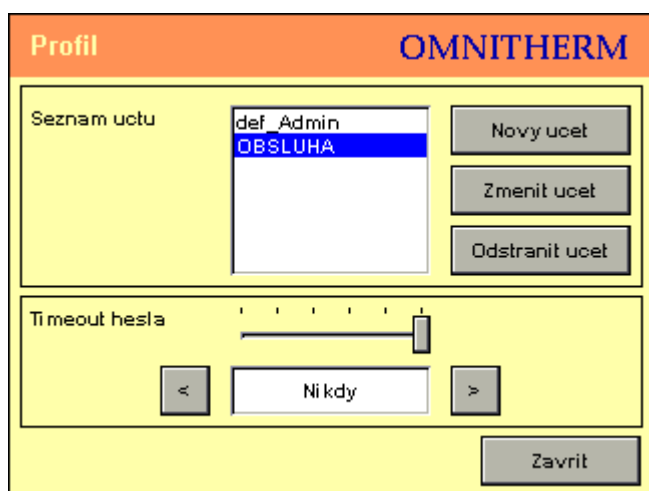 Profil OMNITHERM
Seznam uctu
def_Admin
OBSLUHA
Novy ucet
Zmenit ucet
Odstranit ucet
Timeout hesla
< Nikdy >
Zavrit